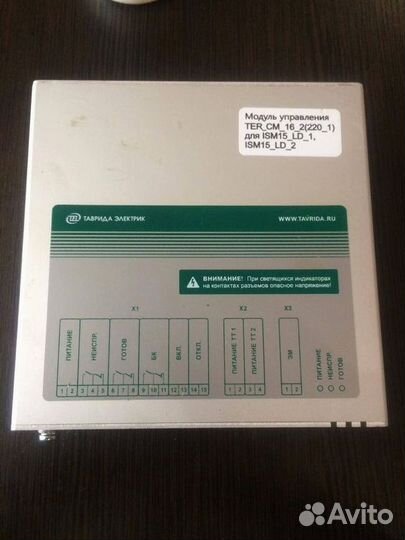 Модуль управления
TER_CM_16_2(220_1)
для ISM15_LD_1,
ISM15_LD_2
ТЭЛ ТАВРИДА ЭЛЕКТРИК
WWW.TAVRIDA.RU
ВНИМАНИЕ! При светящихся индикаторах
на контактах разъемов опасное напряжение!
X1
X2
X3
ПИТАНИЕ
НЕИСПР.
ГОТОВ
БК
ВКЛ.
ОТКЛ.
ПИТАНИЕ ТТ 1
ПИТАНИЕ ТТ 2
ЭМ
ПИТАНИЕ
НЕИСПР.
ГОТОВ
1 2 3 4 5 6 7 8 9 10 11 12 13 14 15
1 2 3 4
1 2
Avito